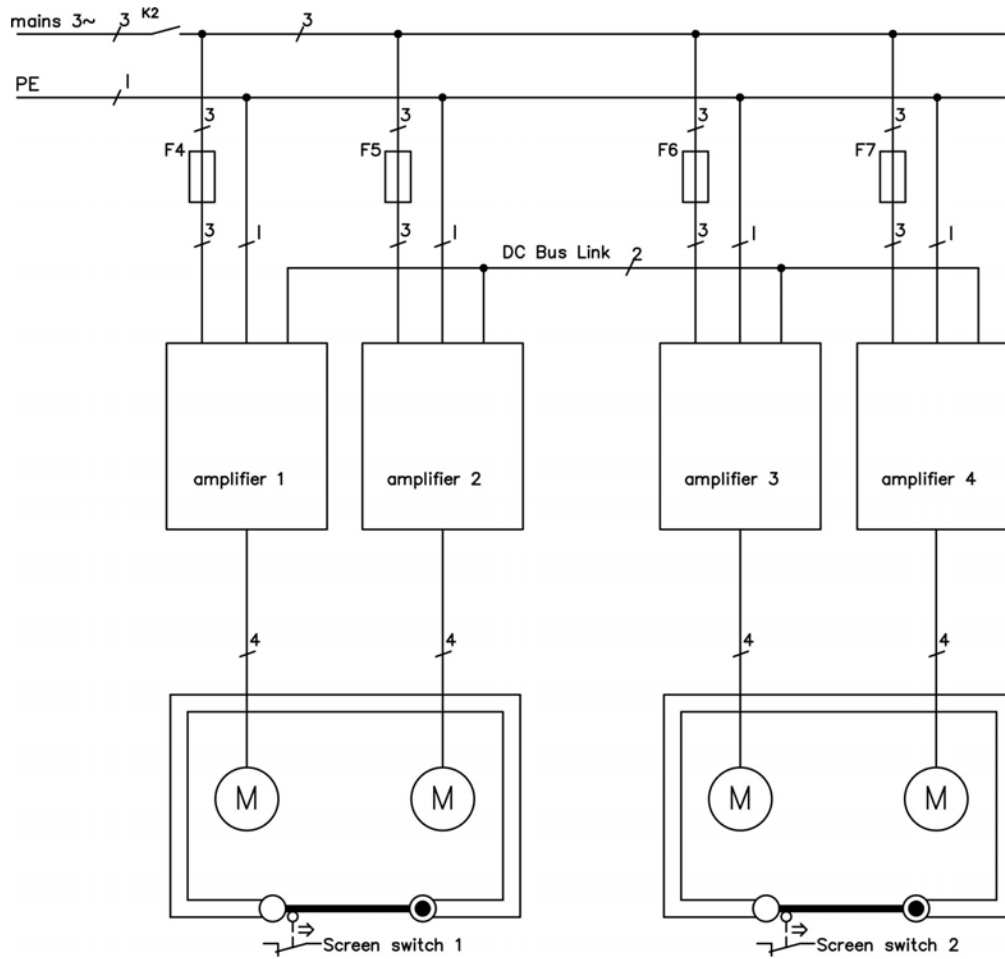 mains 3~ 3 K2 3
PE 1
3 3 3 3
F4 F5 F6 F7
3 1 3 1 3 1 3 1
DC Bus Link 2
amplifier 1 amplifier 2 amplifier 3 amplifier 4
4 4 4 4
M M M M
Screen switch 1 Screen switch 2